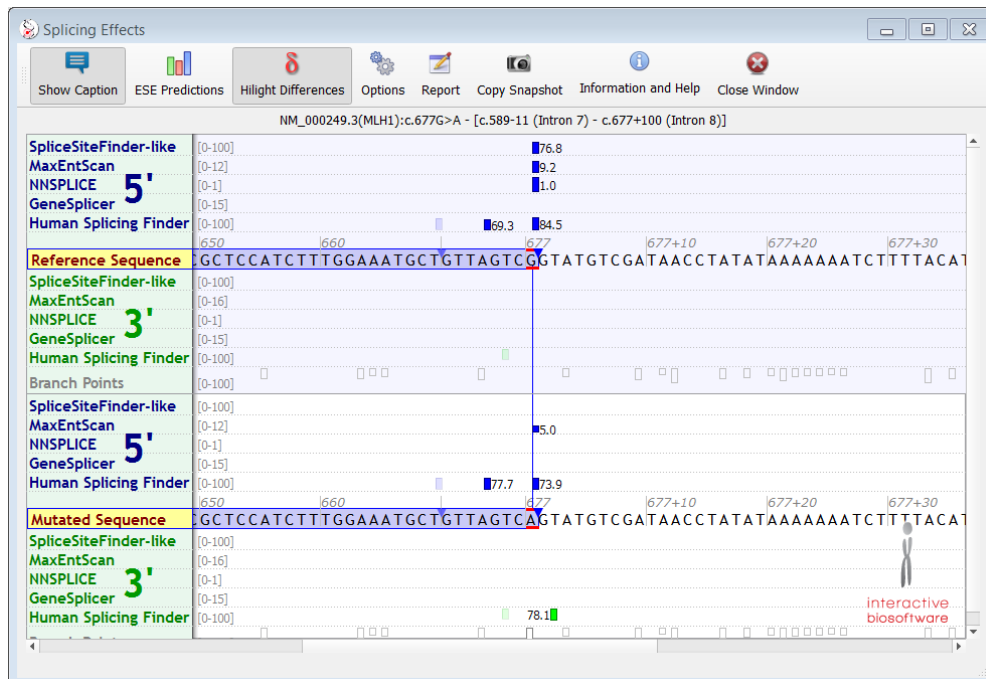 Splicing Effects
Show Caption ESE Predictions Hilight Differences Options Report Copy Snapshot Information and Help Close Window
NM_000249.3(MLH1):c.677G>A - [c.589-11 (Intron 7) - c.677+100 (Intron 8)]
SpliceSiteFinder-like [0-100] 76.8
MaxEntScan [0-12] 9.2
NNSPLICE 5' [0-1] 1.0
GeneSplicer [0-15]
Human Splicing Finder [0-100] 69.3 84.5
650 660 677 677+10 677+20 677+30
Reference Sequence CGCTCCATCTTTGGAAATGCTGTTAGTCGGTATGTCGATAACCTATATAAAAAAATCTTTTACAT
SpliceSiteFinder-like [0-100]
MaxEntScan [0-16]
NNSPLICE 3' [0-1]
GeneSplicer [0-15]
Human Splicing Finder [0-100]
Branch Points [0-100]
SpliceSiteFinder-like [0-100]
MaxEntScan [0-12] 5.0
NNSPLICE 5' [0-1]
GeneSplicer [0-15]
Human Splicing Finder [0-100] 77.7 73.9
650 660 677 677+10 677+20 677+30
Mutated Sequence CGCTCCATCTTTGGAAATGCTGTTAGTCAGTATGTCGATAACCTATATAAAAAAATCTTTTACAT
SpliceSiteFinder-like [0-100]
MaxEntScan [0-16]
NNSPLICE 3' [0-1]
GeneSplicer [0-15]
Human Splicing Finder [0-100] 78.1
interactive
biosoftware